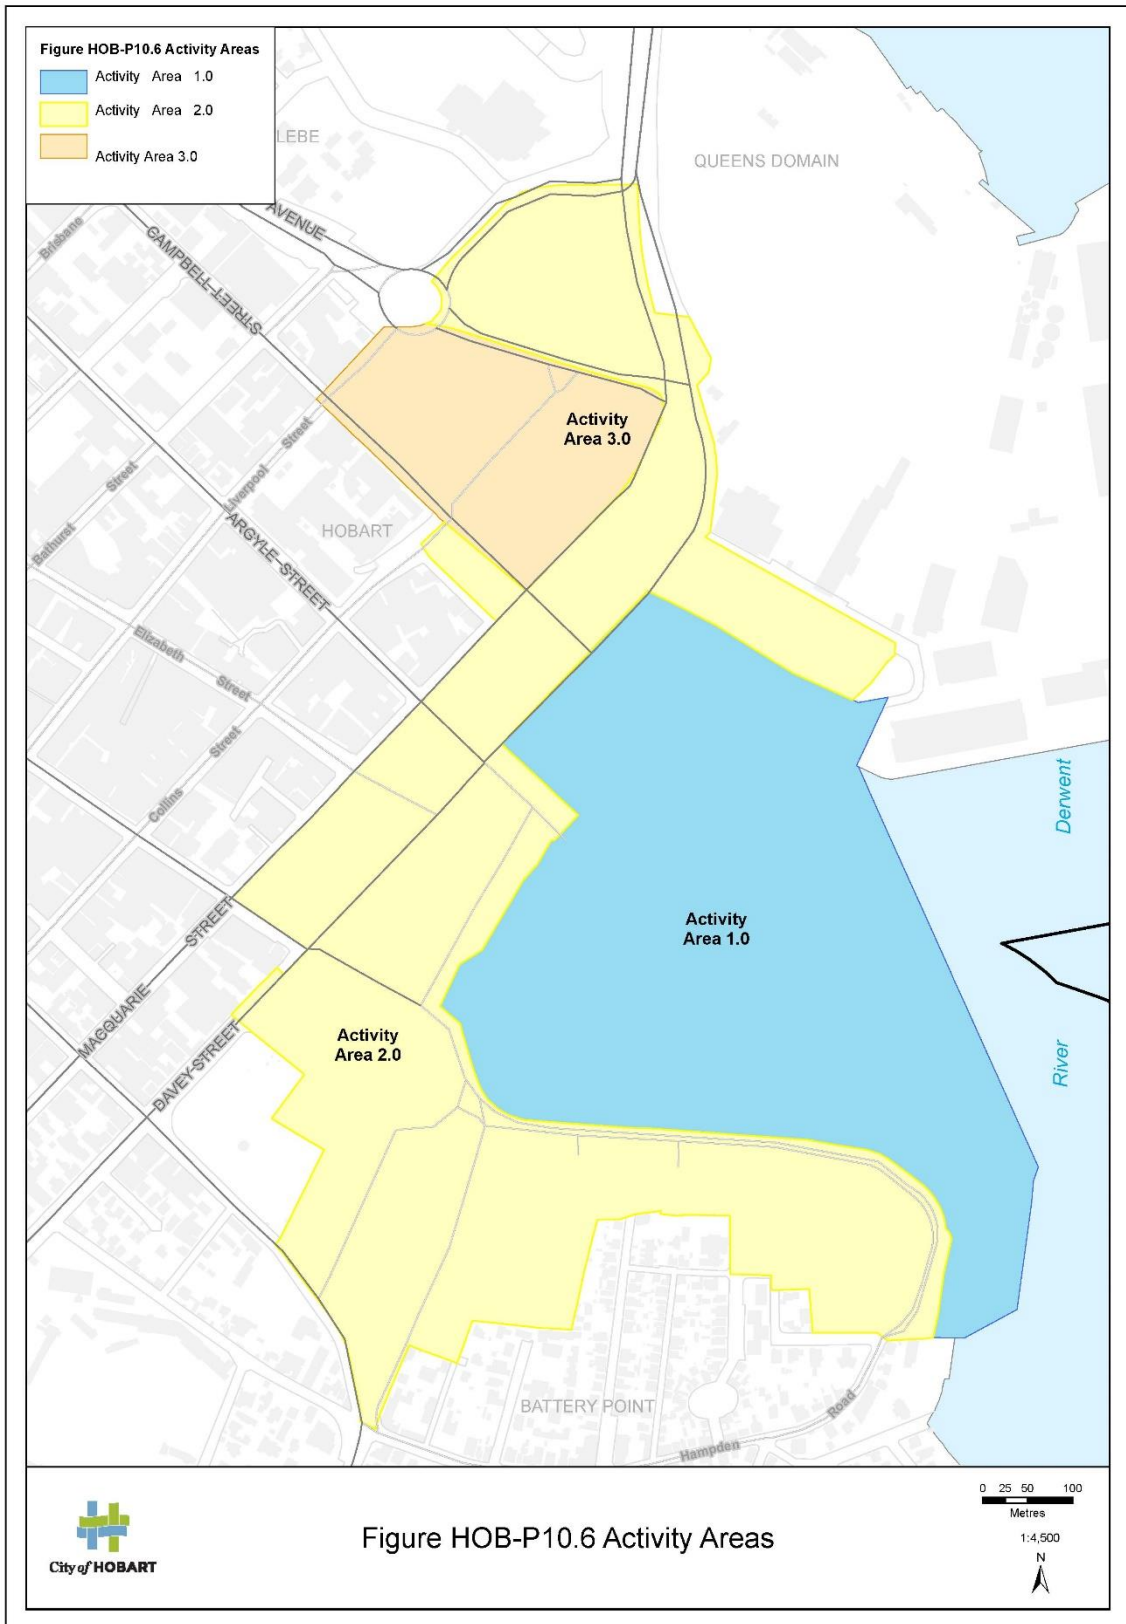 Figure HOB-P10.6 Activity Areas
Activity Area 1.0
Activity Area 2.0
Activity Area 3.0
LEBE
QUEENS DOMAIN
AVENUE
Brisbane
CAMPBELL STREET
Activity
Area 3.0
Street
Liverpool
Street
Bathurst
HOBART
ARGYLE STREET
Elizabeth
Street
Street
Collins
Derwent
Activity
Area 1.0
STREET
MACQUARIE
Activity
Area 2.0
River
DAVEY STREET
BATTERY POINT
Road
Hampden
0 25 50 100
Metres
1:4,500
N
City of HOBART
Figure HOB-P10.6 Activity Areas